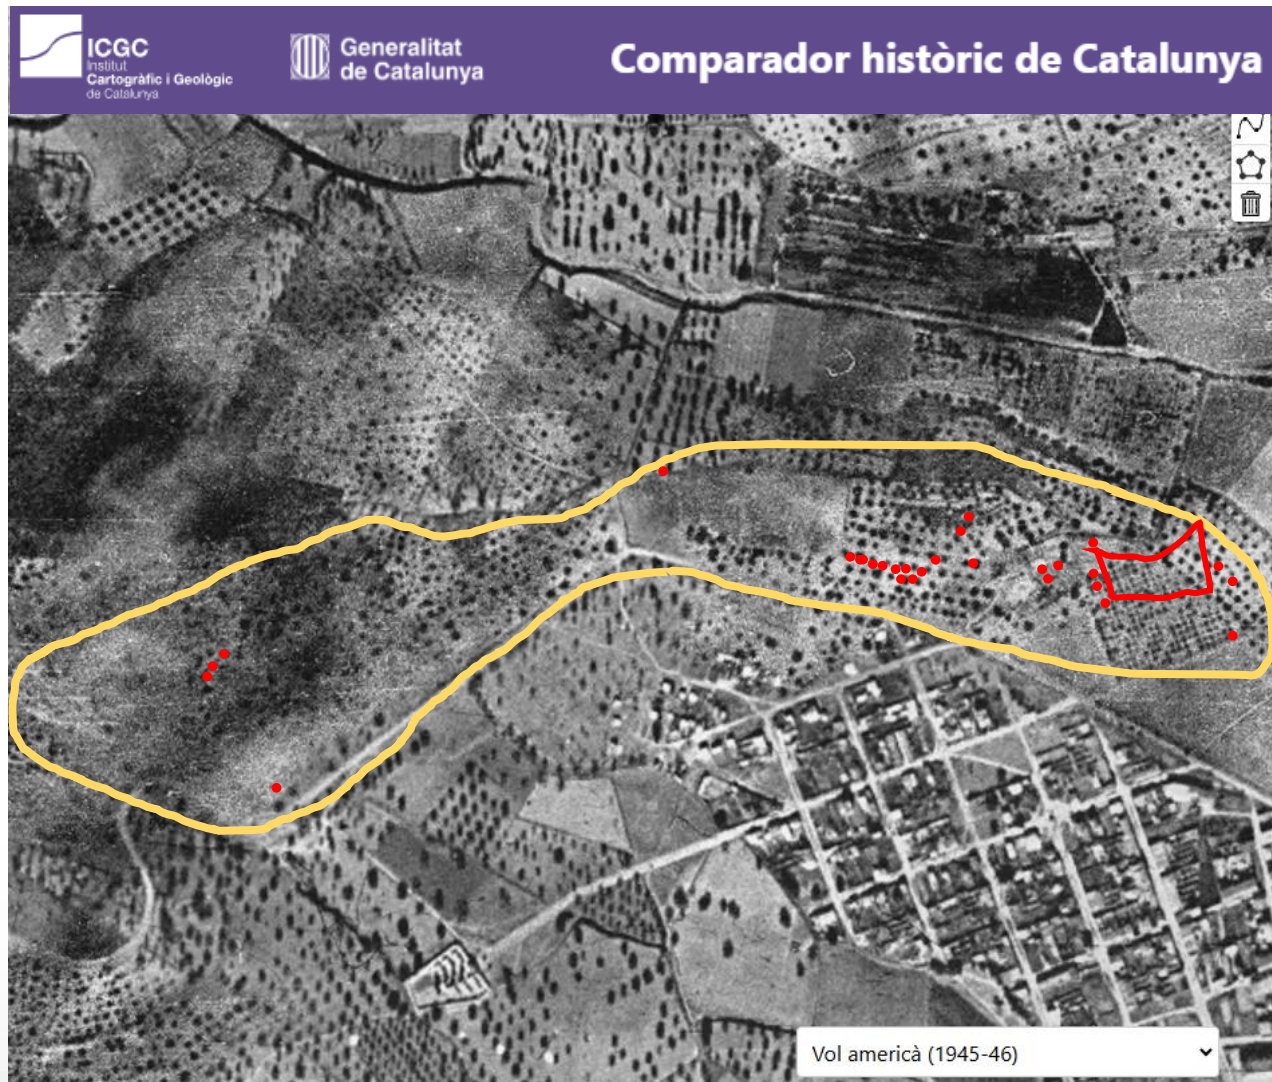 ICGC
Institut
Cartogràfic i Geològic
de Catalunya
Generalitat
de Catalunya
Comparador històric de Catalunya
Vol americà (1945-46)